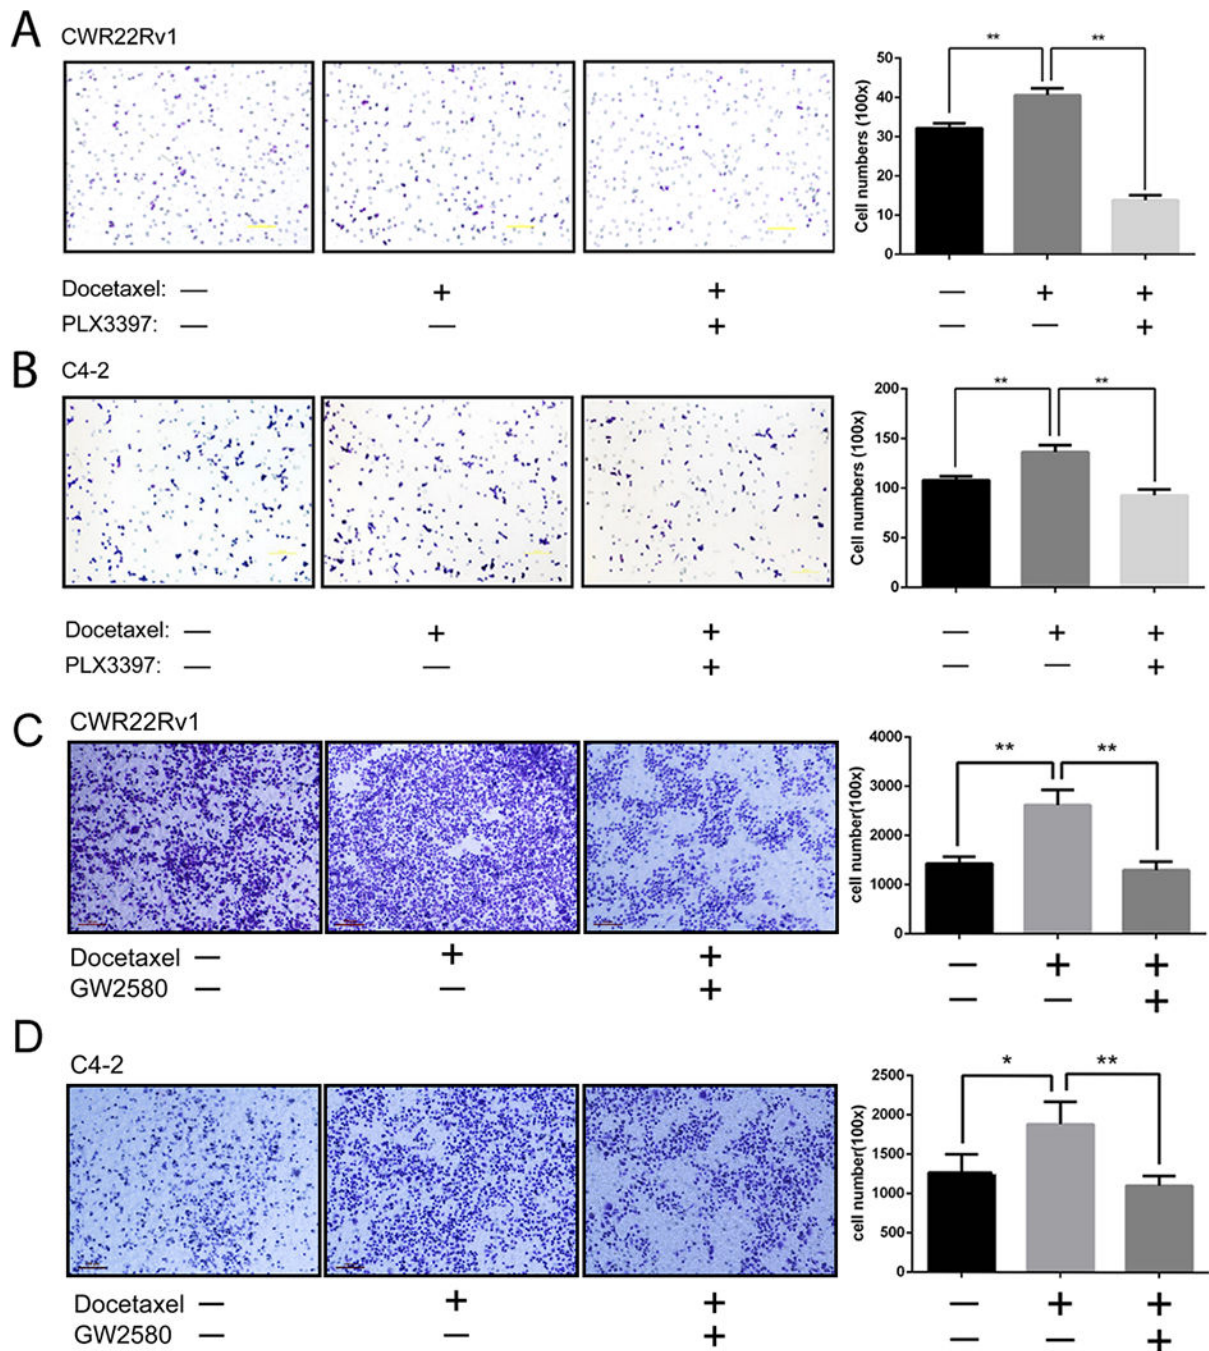 A
CWR22Rv1
** **
Cell numbers (100x)
50
40
30
20
10
0
Docetaxel: — + +
— + +
PLX3397: — — +
— — +
B
C4-2
** **
Cell numbers (100x)
200
150
100
50
0
Docetaxel: — + +
— + +
PLX3397: — — +
— — +
C
CWR22Rv1
** **
cell number(100x)
4000
3000
2000
1000
0
Docetaxel — + +
— + +
GW2580 — — +
— — +
D
C4-2
* **
cell number(100x)
2500
2000
1500
1000
500
0
Docetaxel — + +
— + +
GW2580 — — +
— — +